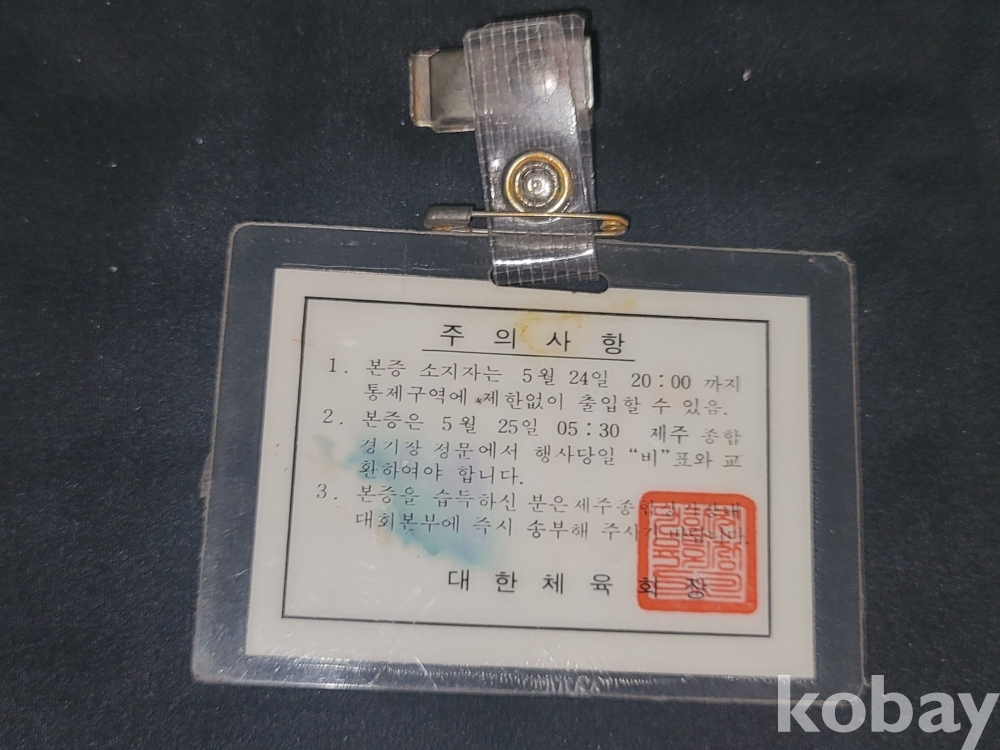 주 의 사 항
1. 본증 소지자는 5월 24일 20:00 까지
통제구역에 제한없이 출입할 수 있음.
2. 본증은 5월 25일 05:30 제주 종합
경기장 정문에서 행사당일 "비"표와 교
환하여야 합니다.
3. 본증을 습득하신 분은 제주종합
대회본부에 즉시 송부해 주시기 바랍니다.
대 한 체 육 회 장
kobay